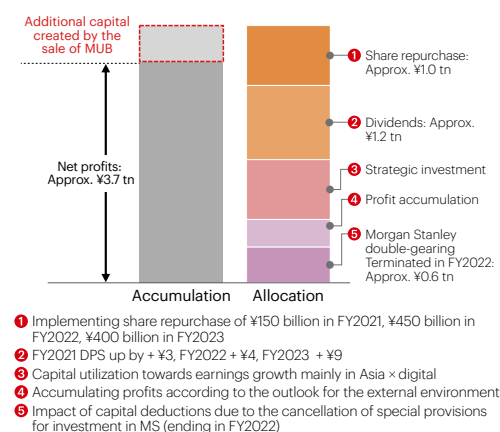 Additional capital
created by the
sale of MUB
Net profits:
Approx. ¥3.7 tn
1 Share repurchase:
Approx. ¥1.0 tn
2 Dividends: Approx.
¥1.2 tn
3 Strategic investment
4 Profit accumulation
5 Morgan Stanley
double-gearing
Terminated in FY2022:
Approx. ¥0.6 tn
Accumulation
Allocation
1 Implementing share repurchase of ¥150 billion in FY2021, ¥450 billion in
FY2022, ¥400 billion in FY2023
2 FY2021 DPS up by + ¥3, FY2022 + ¥4, FY2023 + ¥9
3 Capital utilization towards earnings growth mainly in Asia × digital
4 Accumulating profits according to the outlook for the external environment
5 Impact of capital deductions due to the cancellation of special provisions
for investment in MS (ending in FY2022)